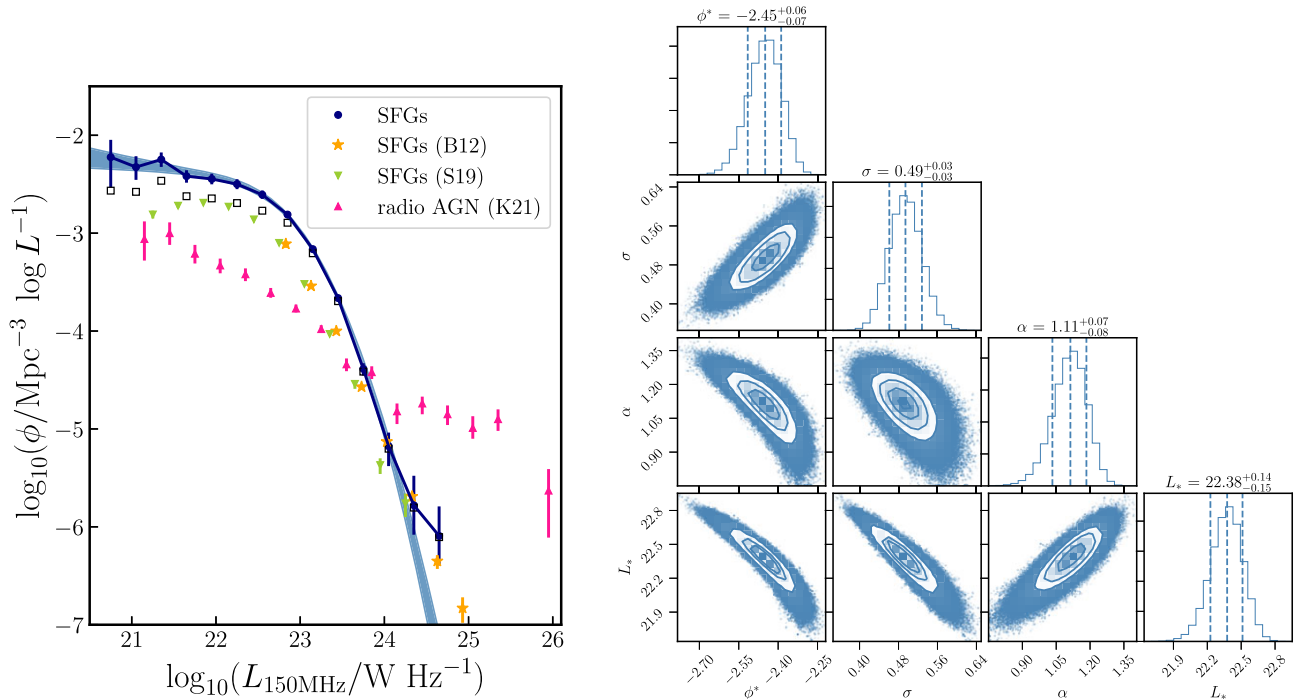 SFGs
SFGs (B12)
SFGs (S19)
radio AGN (K21)
−2
−3
−4
−5
−6
−7
log₁₀(ϕ/Mpc⁻³ log L⁻¹)
21 22 23 24 25 26
log₁₀(L₁₅₀MHz/W Hz⁻¹)
ϕ* = −2.45⁺⁰·⁰⁶₋₀.₀₇
σ = 0.49⁺⁰·⁰³₋₀.₀₃
0.64
0.56
0.48
0.40
σ
α = 1.11⁺⁰·⁰⁷₋₀.₀₈
1.35
1.20
1.05
0.90
α
L* = 22.38⁺⁰·¹⁴₋₀.₁₅
22.8
22.5
22.2
21.9
L*
−2.70 −2.55 −2.40 −2.25
0.40 0.48 0.56 0.64
0.90 1.05 1.20 1.35
21.9 22.2 22.5 22.8
ϕ* σ α L*